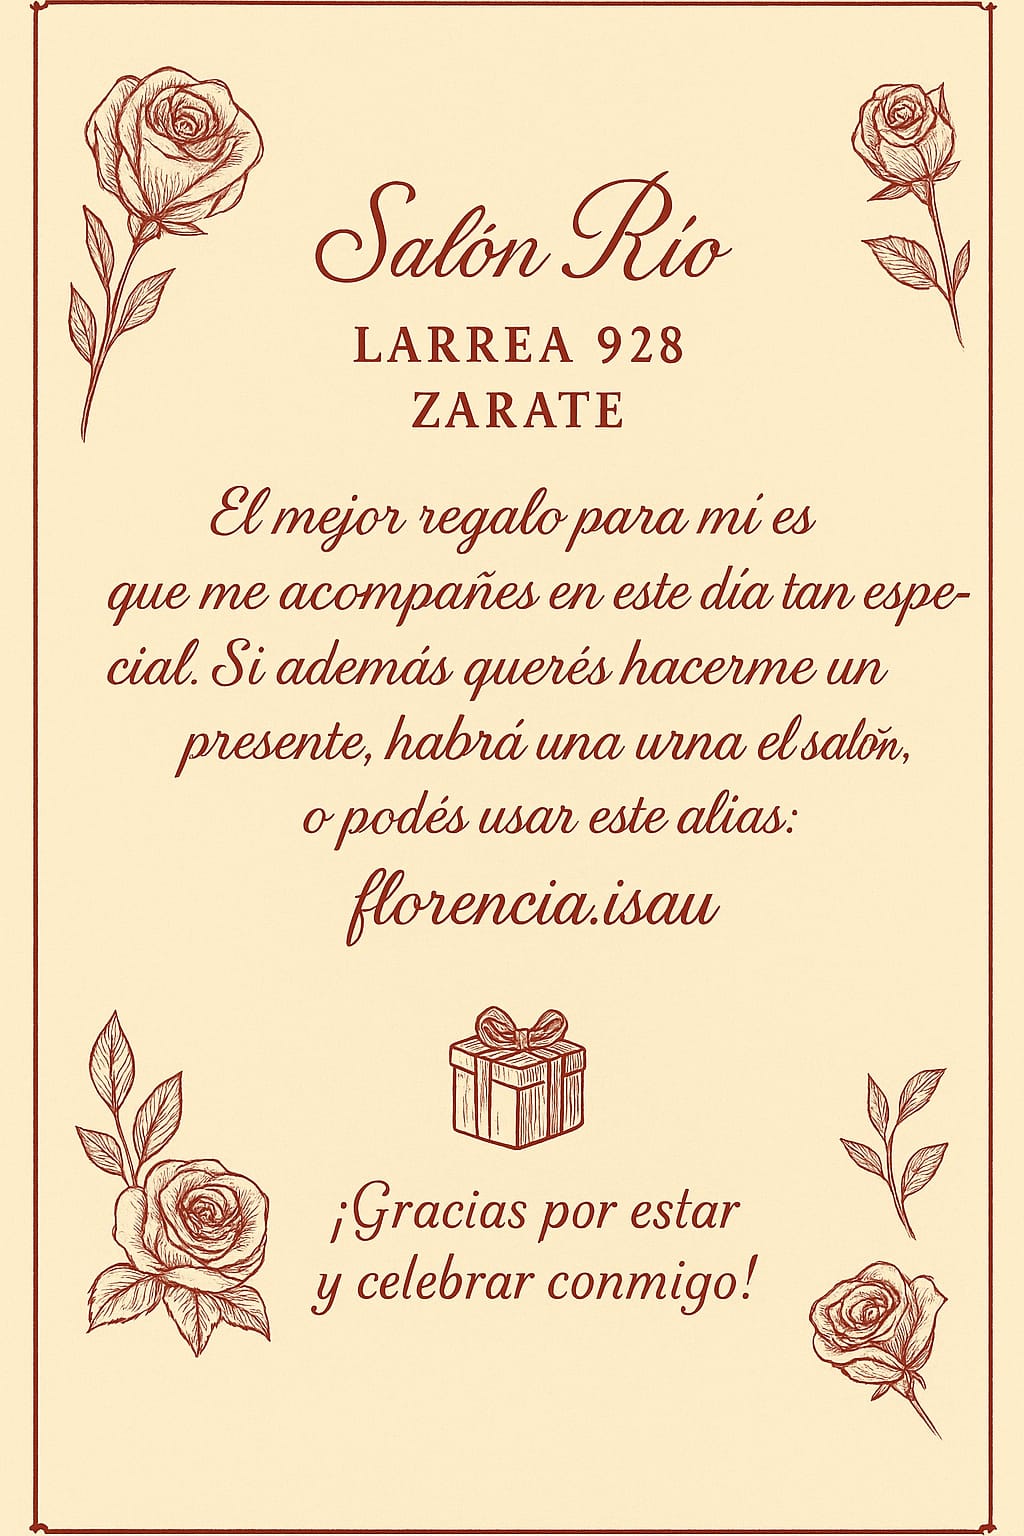 Salón Río
LARREA 928
ZARATE
El mejor regalo para mí es
que me acompañes en este día tan espe-
cial. Si además querés hacerme un
presente, habrá una urna el salón,
o podés usar este alias:
florencia.isau
¡Gracias por estar
y celebrar conmigo!